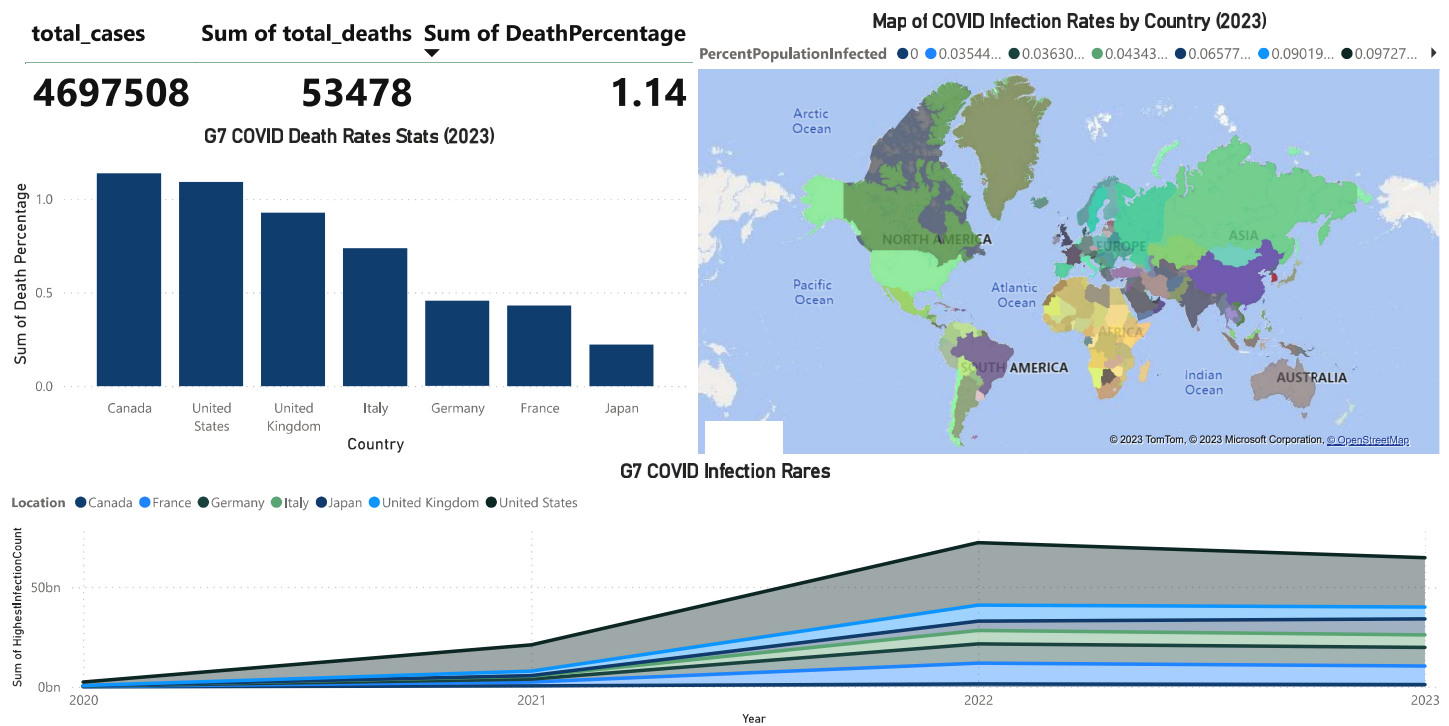 total_cases Sum of total_deaths Sum of DeathPercentage
4697508 53478 1.14
G7 COVID Death Rates Stats (2023)
Sum of Death Percentage
1.0
0.5
0.0
Canada
United States
United Kingdom
Italy
Germany
France
Japan
Country
Map of COVID Infection Rates by Country (2023)
PercentPopulationInfected 0 0.03544... 0.03630... 0.04343... 0.06577... 0.09019... 0.09727...
Arctic
Ocean
NORTH AMERICA
EUROPE
ASIA
Pacific
Ocean
Atlantic
Ocean
AFRICA
SOUTH AMERICA
Indian
Ocean
AUSTRALIA
© 2023 TomTom, © 2023 Microsoft Corporation, © OpenStreetMap
G7 COVID Infection Rares
Location Canada France Germany Italy Japan United Kingdom United States
Sum of HighestInfectionCount
50bn
0bn
2020 2021 2022 2023
Year